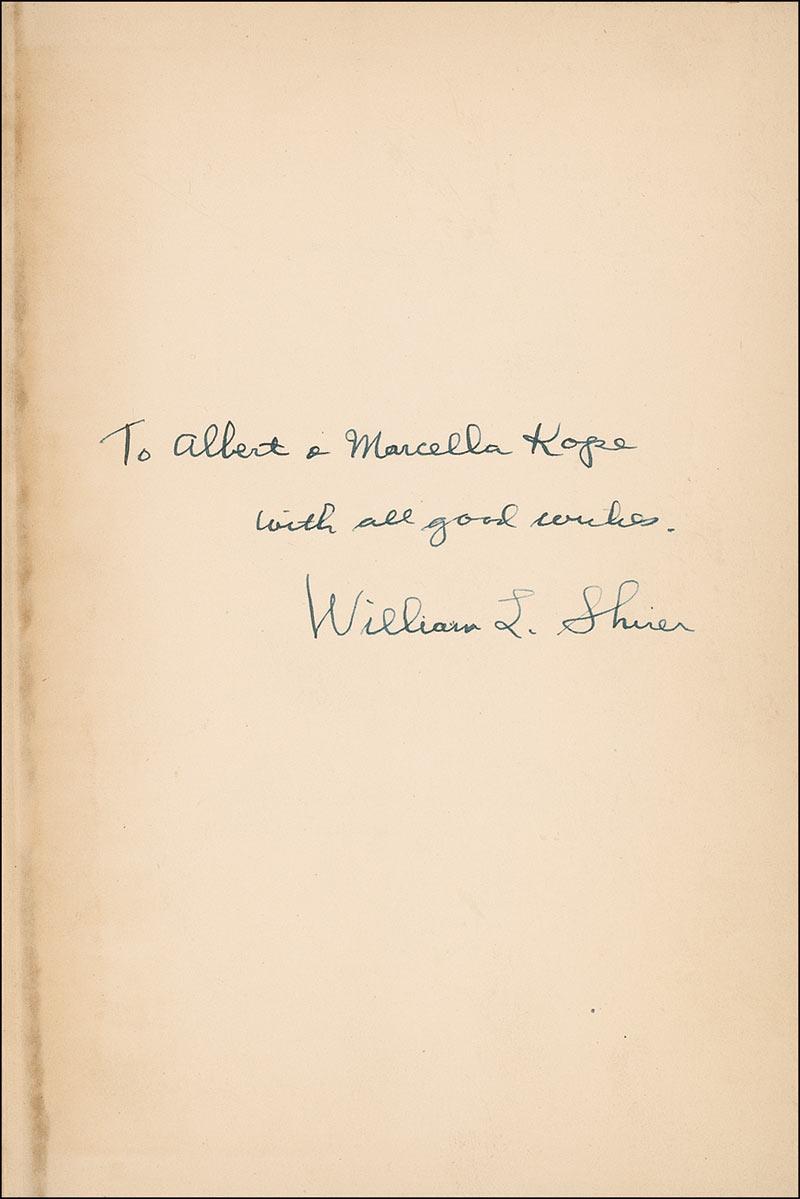 To Albert & Marcella Kope
with all good wishes.
William L. Shirer